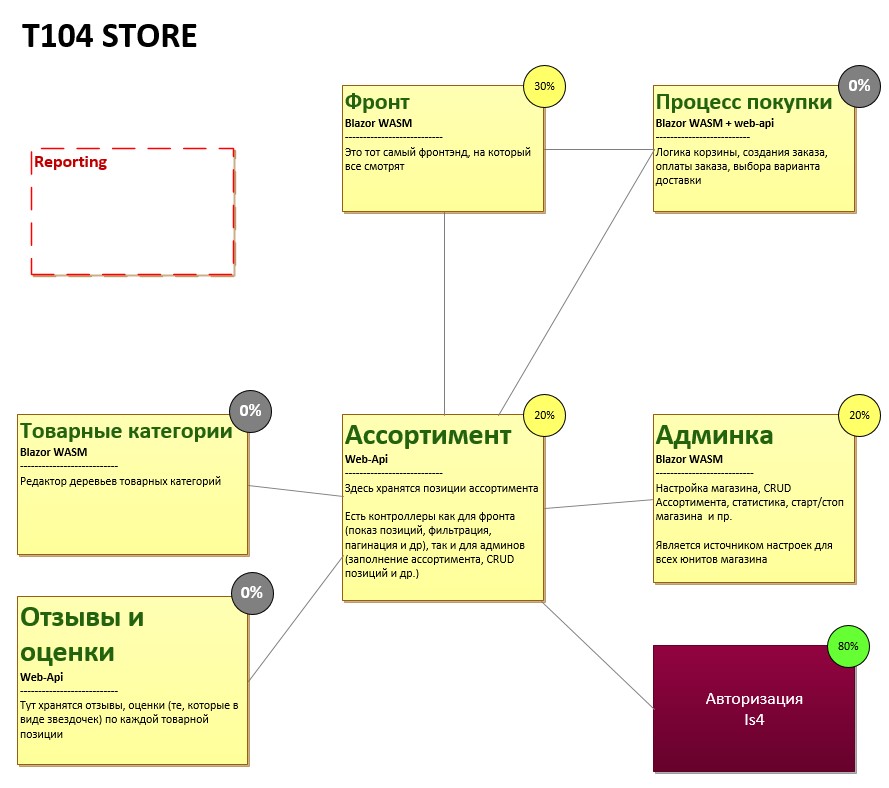 T104 STORE
Reporting
30%
Фронт
Blazor WASM
---------------------------
Это тот самый фронтэнд, на который
все смотрят
0%
Процесс покупки
Blazor WASM + web-api
--------------------------
Логика корзины, создания заказа,
оплаты заказа, выбора варианта
доставки
0%
Товарные категории
Blazor WASM
---------------------------
Редактор деревьев товарных категорий
20%
Ассортимент
Web-Api
---------------------------
Здесь хранятся позиции ассортимента
Есть контроллеры как для фронта
(показ позиций, фильтрация,
пагинация и др), так и для админов
(заполнение ассортимента, CRUD
позиций и др.)
20%
Админка
Blazor WASM
---------------------------
Настройка магазина, CRUD
Ассортимента, статистика, старт/стоп
магазина и пр.
Является источником настроек для
всех юнитов магазина
0%
Отзывы и
оценки
Web-Api
---------------------------
Тут хранятся отзывы, оценки (те, которые в
виде звездочек) по каждой товарной
позиции
80%
Авторизация
Is4